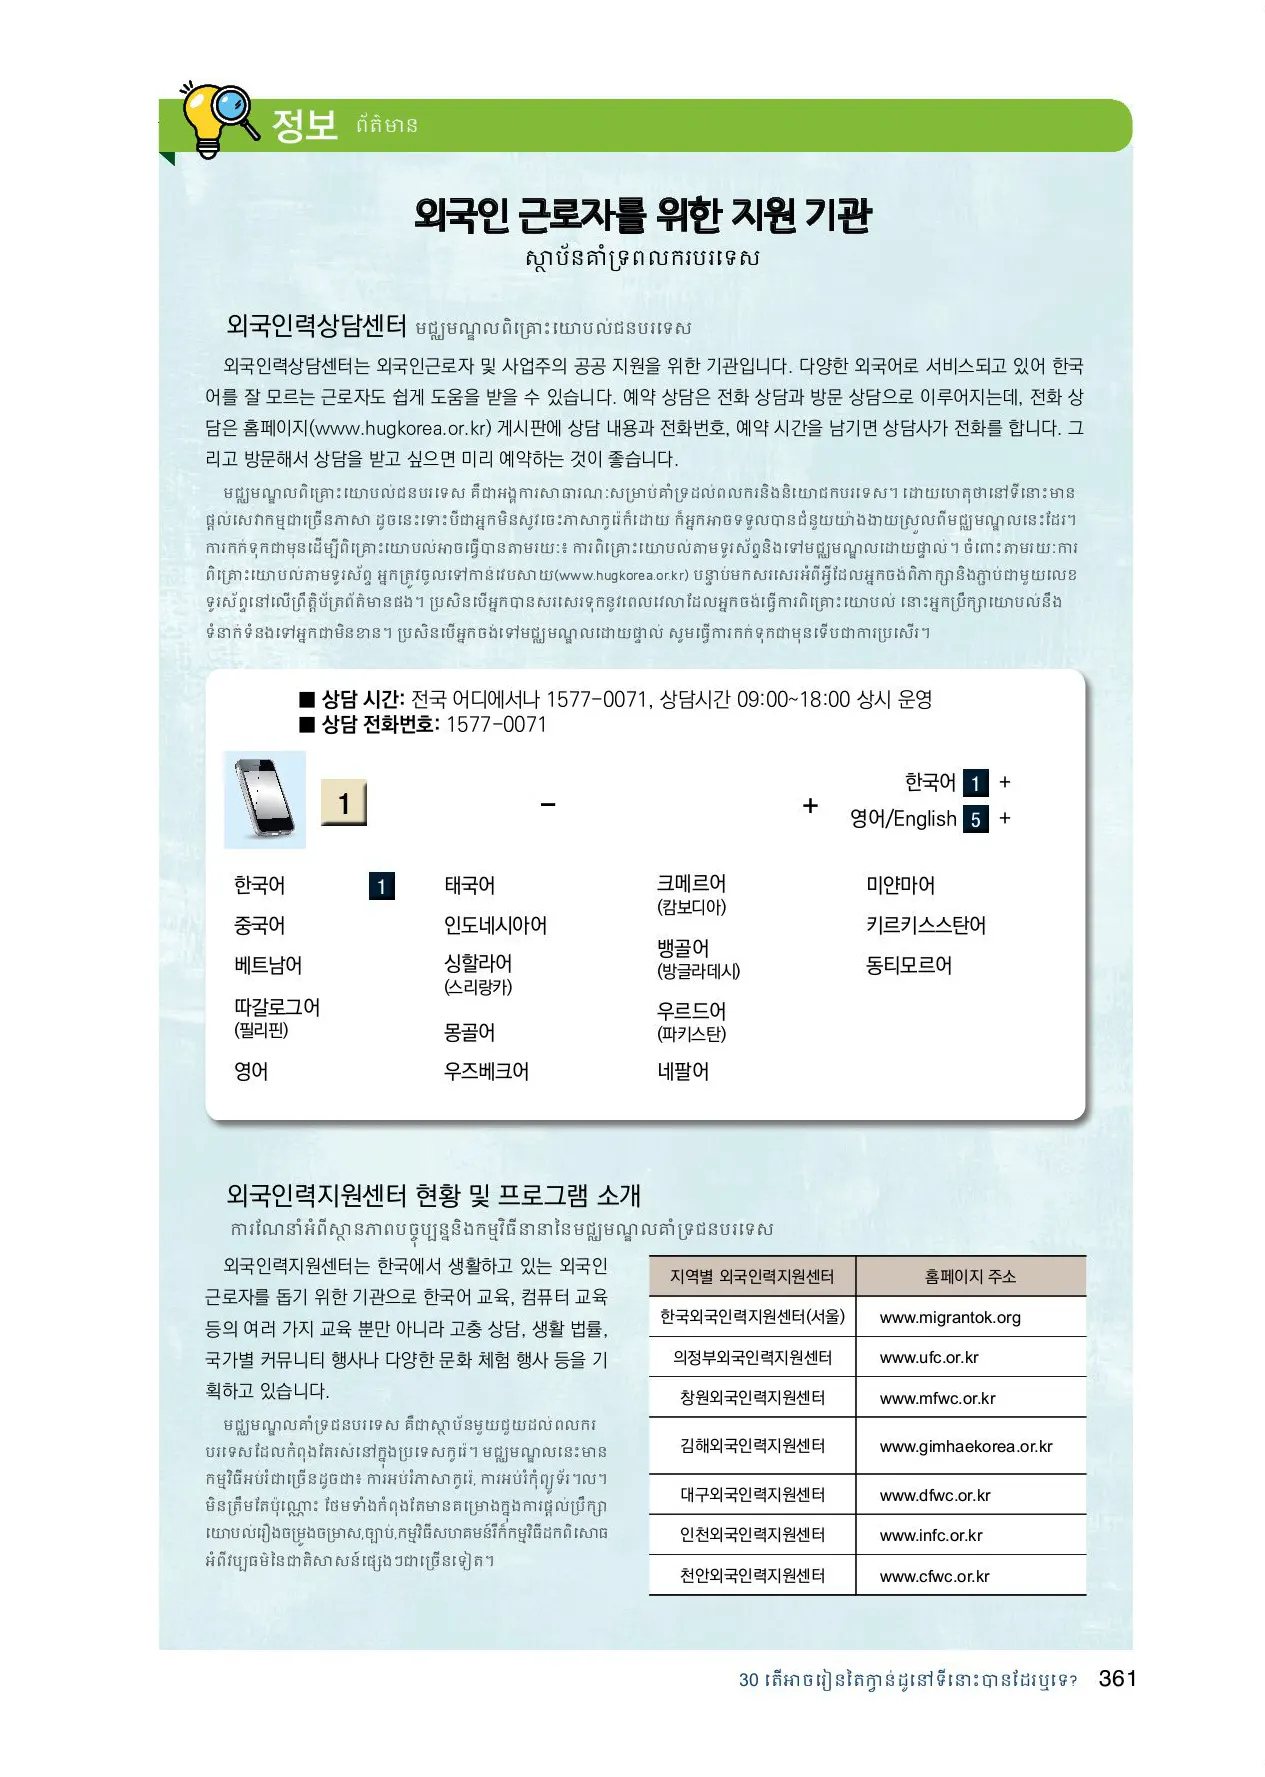 정보 ព័ត៌មាន
외국인 근로자를 위한 지원 기관
ស្ថាប័នគាំទ្រពលករបរទេស
외국인력상담센터 មជ្ឈមណ្ឌលពិគ្រោះយោបល់ជនបរទេស
외국인력상담센터는 외국인근로자 및 사업주의 공공 지원을 위한 기관입니다. 다양한 외국어로 서비스되고 있어 한국
어를 잘 모르는 근로자도 쉽게 도움을 받을 수 있습니다. 예약 상담은 전화 상담과 방문 상담으로 이루어지는데, 전화 상
담은 홈페이지(www.hugkorea.or.kr) 게시판에 상담 내용과 전화번호, 예약 시간을 남기면 상담사가 전화를 합니다. 그
리고 방문해서 상담을 받고 싶으면 미리 예약하는 것이 좋습니다.
មជ្ឈមណ្ឌលពិគ្រោះយោបល់ជនបរទេស គឺជាអង្គការសាធារណៈសម្រាប់គាំទ្រដល់ពលករនិងនិយោជកបរទេស។ ដោយហេតុថានៅទីនោះមាន
ផ្តល់សេវាកម្មជាច្រើនភាសា ដូចនេះទោះបីជាអ្នកមិនសូវចេះភាសាកូរ៉េក៏ដោយ ក៏អ្នកអាចទទួលបានជំនួយយ៉ាងងាយស្រួលពីមជ្ឈមណ្ឌលនេះដែរ។
ការកក់ទុកជាមុនដើម្បីពិគ្រោះយោបល់អាចធ្វើបានតាមរយៈ៖ ការពិគ្រោះយោបល់តាមទូរស័ព្ទនិងទៅមជ្ឈមណ្ឌលដោយផ្ទាល់។ ចំពោះតាមរយៈការ
ពិគ្រោះយោបល់តាមទូរស័ព្ទ អ្នកត្រូវចូលទៅកាន់វេបសាយ(www.hugkorea.or.kr) បន្ទាប់មកសរសេរអំពីអ្វីដែលអ្នកចង់ពិភាក្សានិងភ្ជាប់ជាមួយលេខ
ទូរស័ព្ទនៅលើព្រឹត្តិប័ត្រព័ត៌មានផង។ ប្រសិនបើអ្នកបានសរសេរទុកនូវពេលវេលាដែលអ្នកចង់ធ្វើការពិគ្រោះយោបល់ នោះអ្នកប្រឹក្សាយោបល់នឹង
ទំនាក់ទំនងទៅអ្នកជាមិនខាន។ ប្រសិនបើអ្នកចង់ទៅមជ្ឈមណ្ឌលដោយផ្ទាល់ សូមធ្វើការកក់ទុកជាមុនទើបជាការប្រសើរ។
■ 상담 시간: 전국 어디에서나 1577-0071, 상담시간 09:00~18:00 상시 운영
■ 상담 전화번호: 1577-0071
1 - + 한국어 1 +
영어/English 5 +
한국어 1 태국어 크메르어 (캄보디아) 미얀마어
중국어 인도네시아어 뱅골어 (방글라데시) 키르키스스탄어
베트남어 싱할라어 (스리랑카) 우르드어 (파키스탄) 동티모르어
따갈로그어 (필리핀) 몽골어 네팔어
영어 우즈베크어
외국인력지원센터 현황 및 프로그램 소개
ការណែនាំអំពីស្ថានភាពបច្ចុប្បន្ននិងកម្មវិធីនានានៃមជ្ឈមណ្ឌលគាំទ្រជនបរទេស
외국인력지원센터는 한국에서 생활하고 있는 외국인
근로자를 돕기 위한 기관으로 한국어 교육, 컴퓨터 교육
등의 여러 가지 교육 뿐만 아니라 고충 상담, 생활 법률,
국가별 커뮤니티 행사나 다양한 문화 체험 행사 등을 기
획하고 있습니다.
មជ្ឈមណ្ឌលគាំទ្រជនបរទេស គឺជាស្ថាប័នមួយជួយដល់ពលករ
បរទេសដែលកំពុងតែរស់នៅក្នុងប្រទេសកូរ៉េ។ មជ្ឈមណ្ឌលនេះមាន
កម្មវិធីអប់រំជាច្រើនដូចជា៖ ការអប់រំភាសាកូរ៉េ, ការអប់រំកុំព្យូទ័រ។ល។
មិនត្រឹមតែប៉ុណ្ណោះ ថែមទាំងកំពុងតែមានគម្រោងក្នុងការផ្តល់ប្រឹក្សា
យោបល់រឿងចម្រូងចម្រាស,ច្បាប់,កម្មវិធីសហគមន៍រឺក៏កម្មវិធីដកពិសោធ
អំពីវប្បធម៌នៃជាតិសាសន៍ផ្សេងៗជាច្រើនទៀត។
지역별 외국인력지원센터 홈페이지 주소
한국외국인력지원센터(서울) www.migrantok.org
의정부외국인력지원센터 www.ufc.or.kr
창원외국인력지원센터 www.mfwc.or.kr
김해외국인력지원센터 www.gimhaekorea.or.kr
대구외국인력지원센터 www.dfwc.or.kr
인천외국인력지원센터 www.infc.or.kr
천안외국인력지원센터 www.cfwc.or.kr
30 តើអាចរៀនតៃក្វាន់ដូនៅទីនោះបានដែរឬទេ? 361